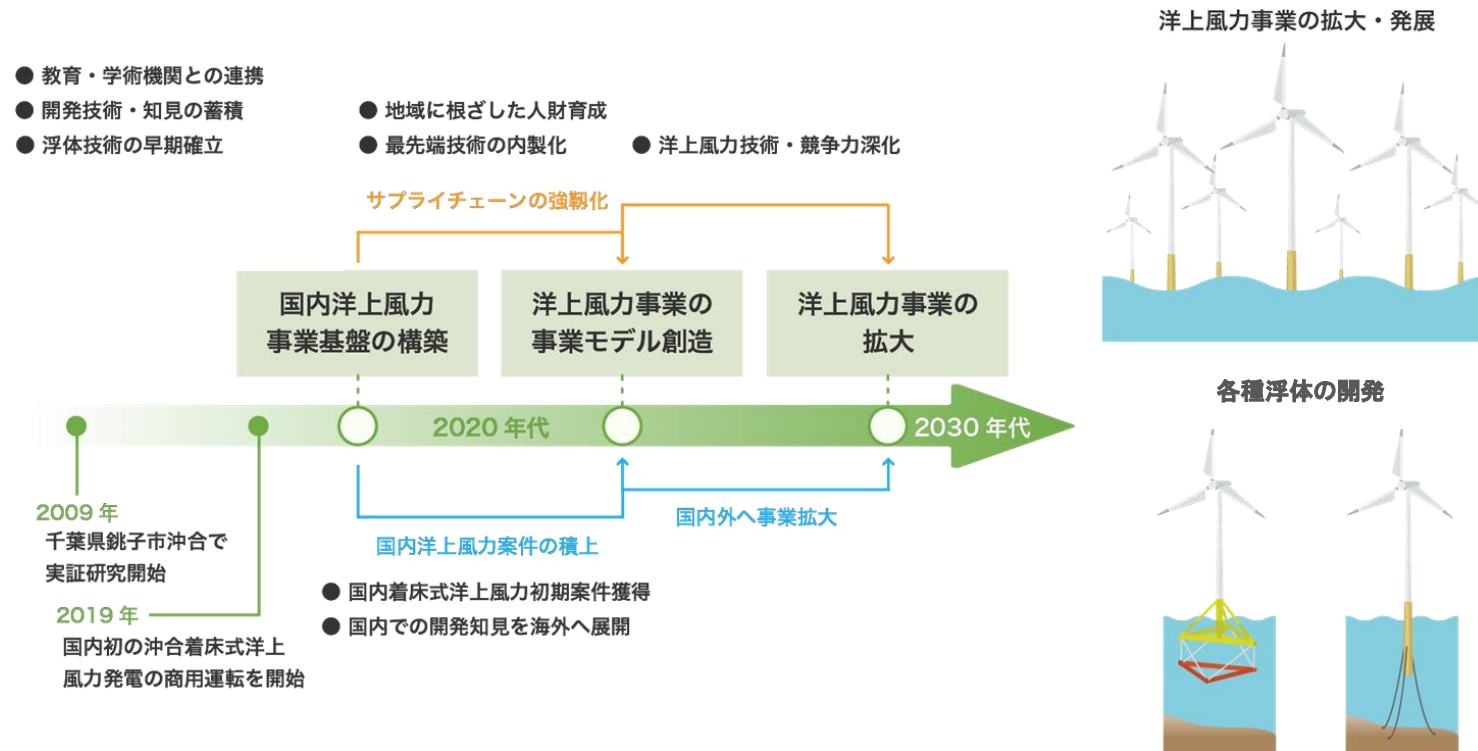 洋上風力事業の拡大・発展
● 教育・学術機関との連携
● 開発技術・知見の蓄積
● 浮体技術の早期確立
● 地域に根ざした人財育成
● 最先端技術の内製化
● 洋上風力技術・競争力深化
サプライチェーンの強靱化
国内洋上風力
事業基盤の構築
洋上風力事業の
事業モデル創造
洋上風力事業の
拡大
2020 年代
2030 年代
2009 年
千葉県銚子市沖合で
実証研究開始
2019 年
国内初の沖合着床式洋上
風力発電の商用運転を開始
国内洋上風力案件の積上
国内外へ事業拡大
● 国内着床式洋上風力初期案件獲得
● 国内での開発知見を海外へ展開
各種浮体の開発